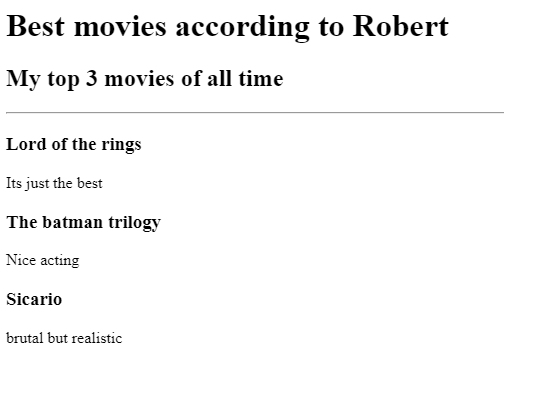 Best movies according to Robert
My top 3 movies of all time
Lord of the rings
Its just the best
The batman trilogy
Nice acting
Sicario
brutal but realistic